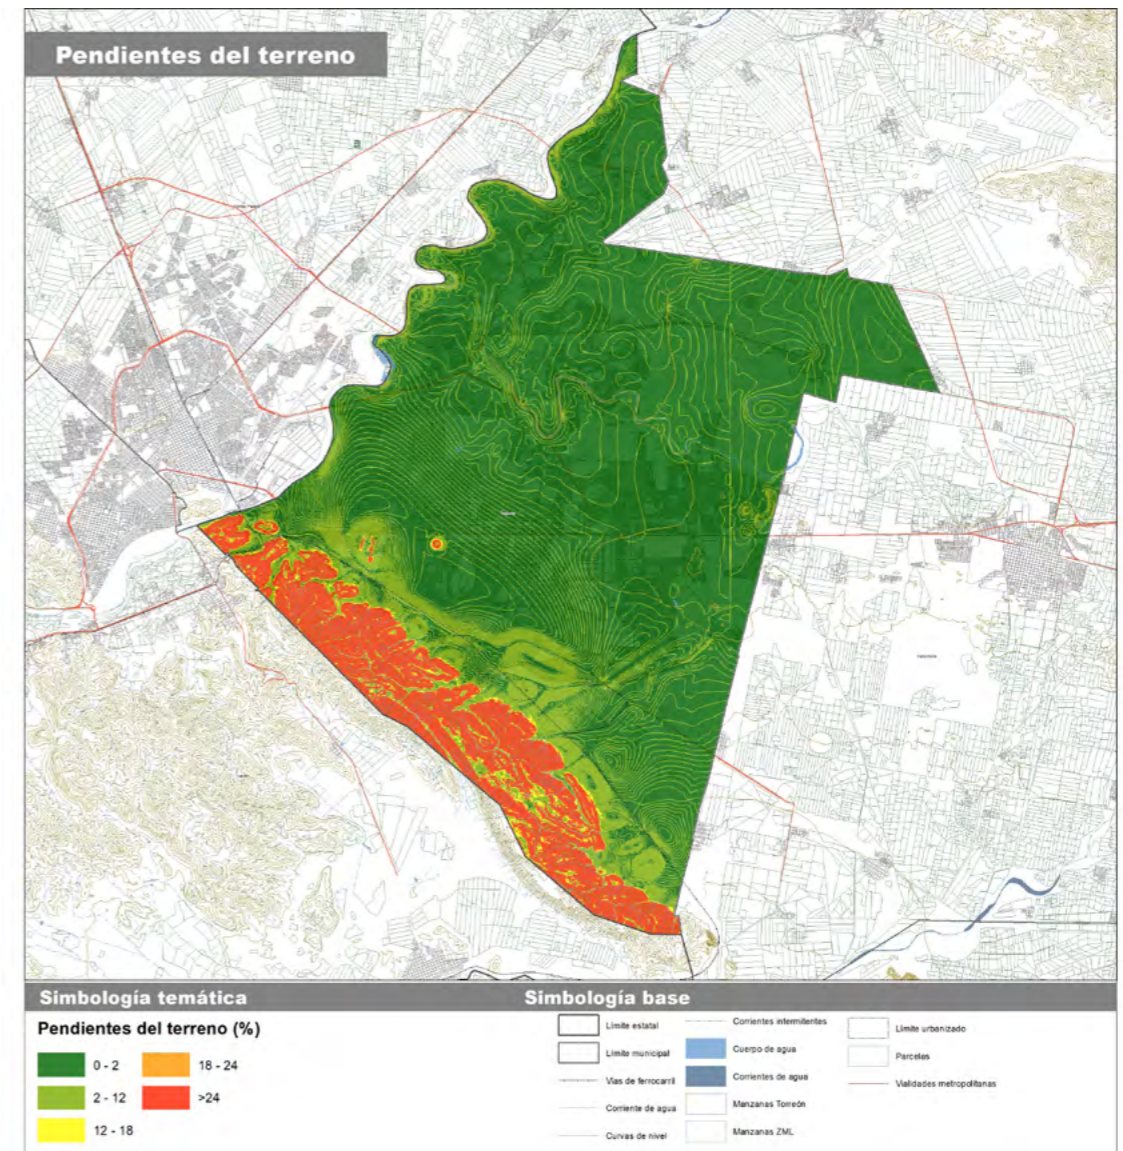 Pendientes del terreno
Simbología temática
Pendientes del terreno (%)
0 - 2
2 - 12
12 - 18
18 - 24
>24
Simbología base
Límite estatal
Límite municipal
Vías de ferrocarril
Corriente de agua
Curvas de nivel
Corrientes intermitentes
Cuerpo de agua
Corrientes de agua
Manzanas Torreón
Manzanas ZML
Límite urbanizado
Parcelas
Vialidades metropolitanas